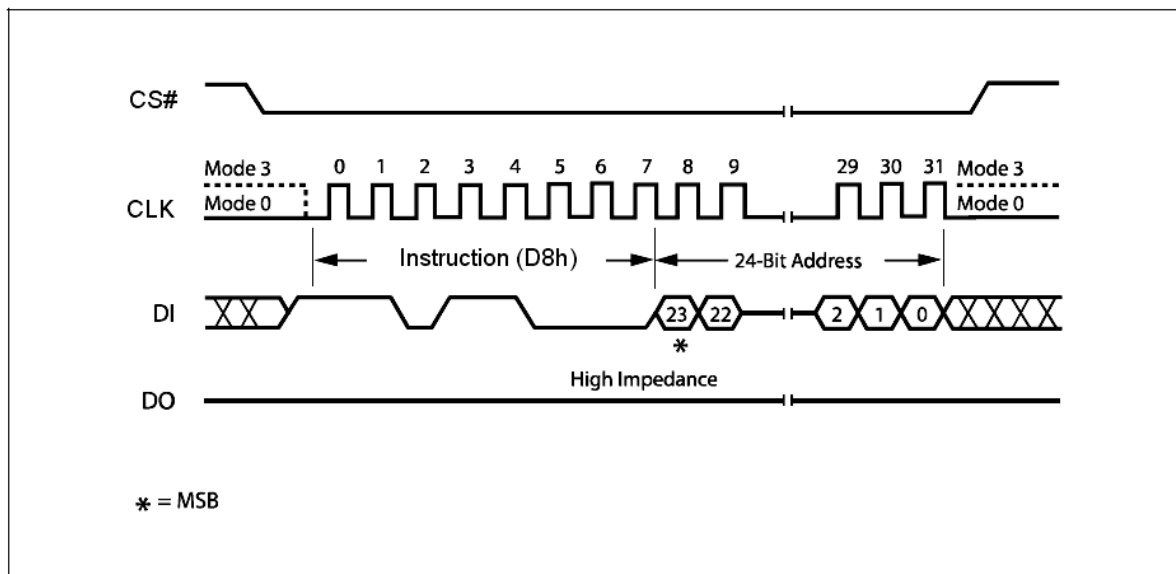 CS#
0 1 2 3 4 5 6 7 8 9 29 30 31
Mode 3 Mode 3
CLK Mode 0 Mode 0
Instruction (D8h) 24-Bit Address
DI 23 22 2 1 0
*
High Impedance
DO
* = MSB